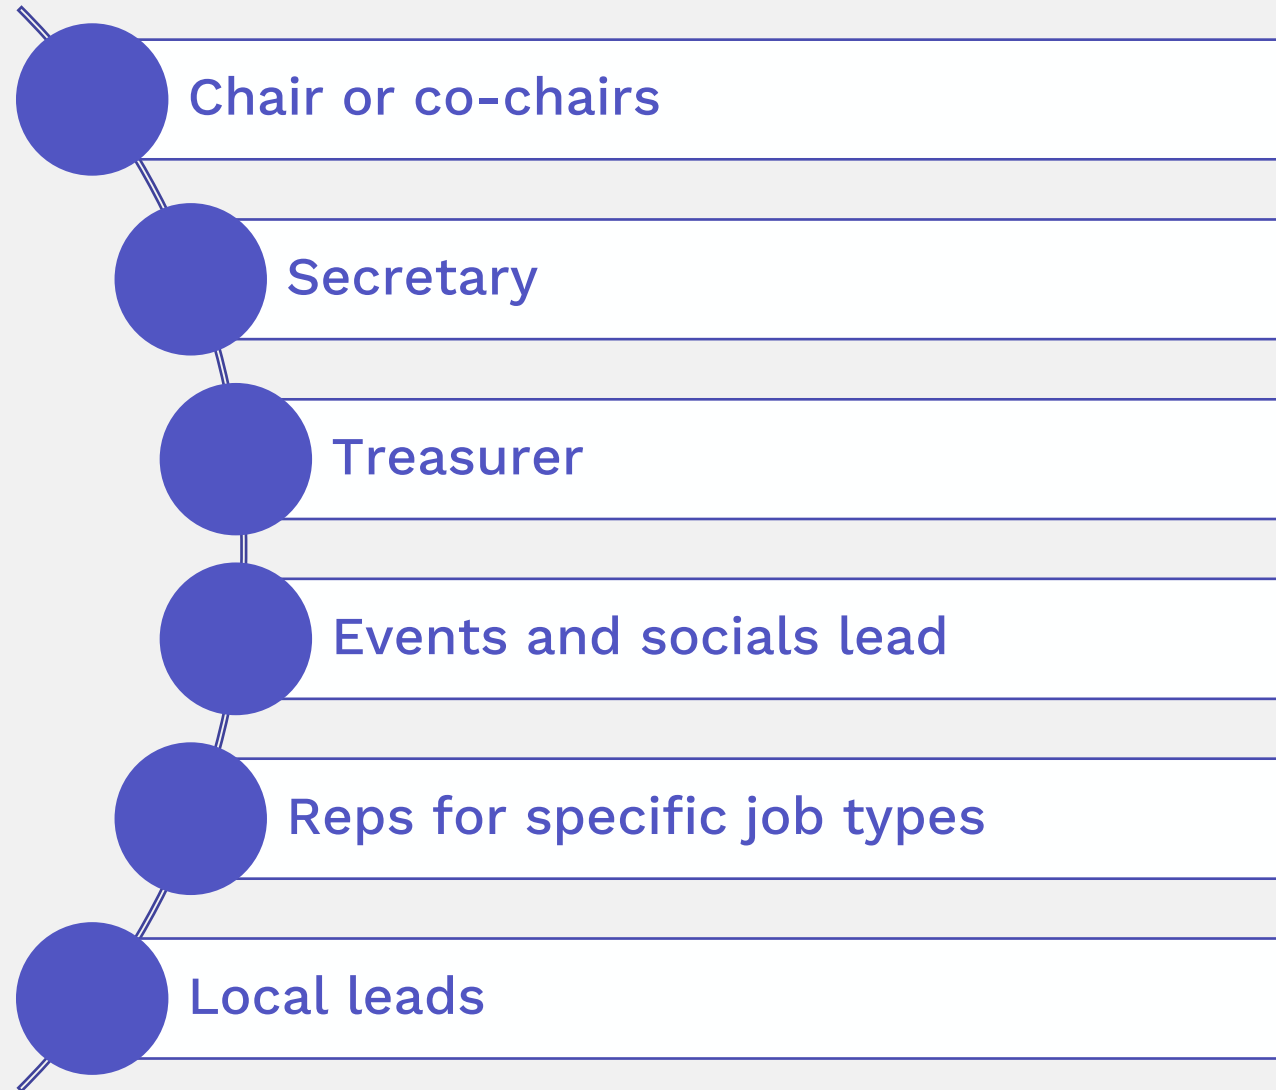 Chair or co-chairs
Secretary
Treasurer
Events and socials lead
Reps for specific job types
Local leads